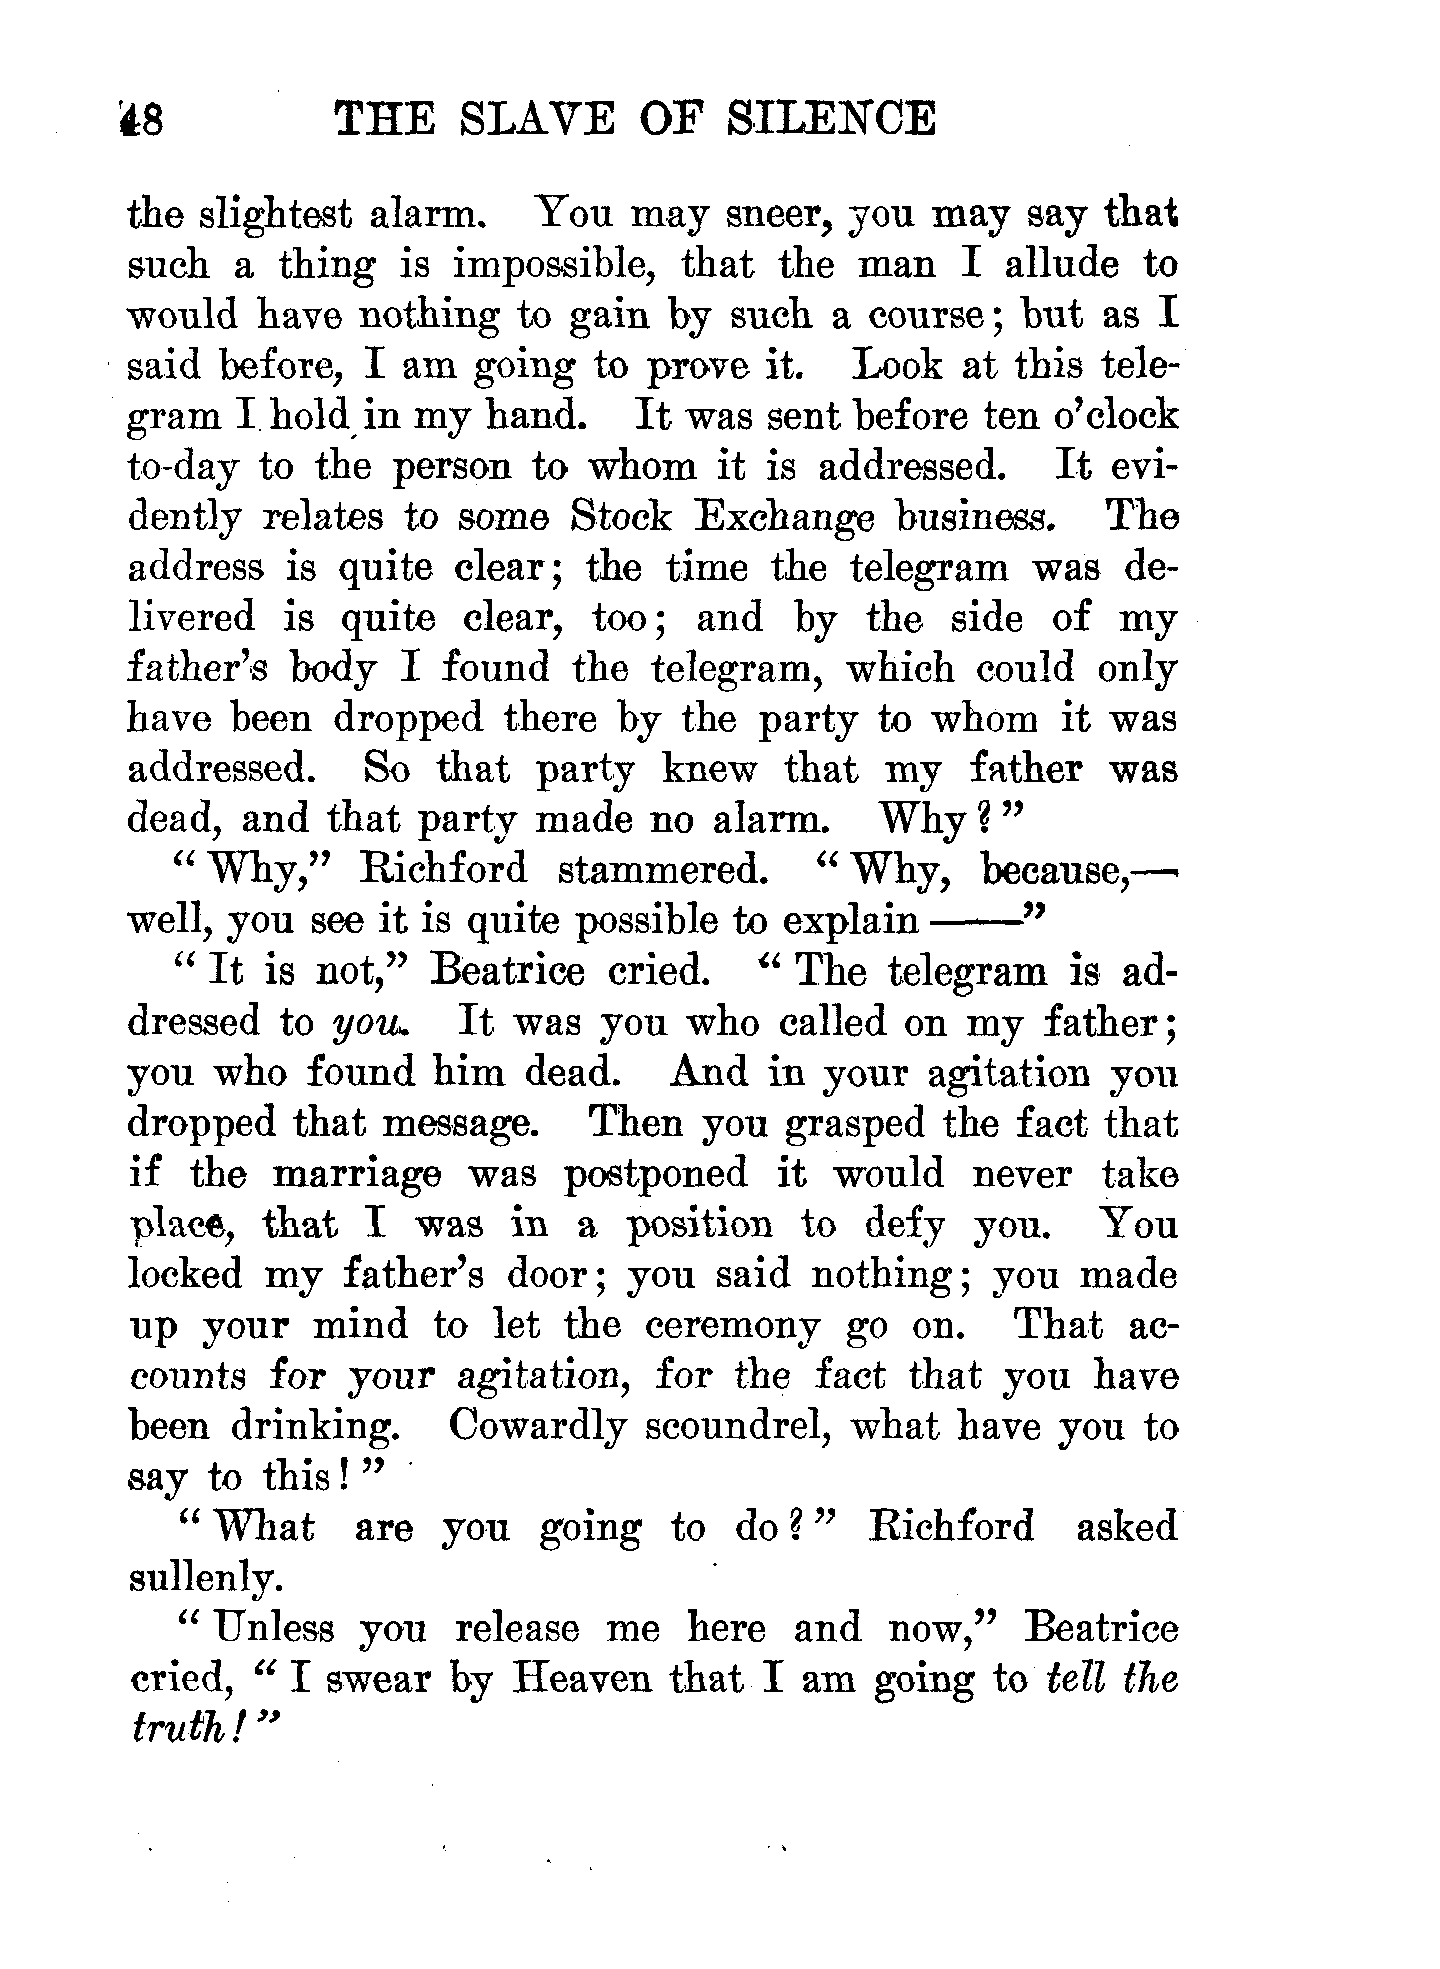 48 THE SLAVE OF SILENCE
the slightest alarm. You may sneer, you may say that
such a thing is impossible, that the man I allude to
would have nothing to gain by such a course; but as I
said before, I am going to prove it. Look at this tele-
gram I hold in my hand. It was sent before ten o'clock
to-day to the person to whom it is addressed. It evi-
dently relates to some Stock Exchange business. The
address is quite clear; the time the telegram was de-
livered is quite clear, too; and by the side of my
father's body I found the telegram, which could only
have been dropped there by the party to whom it was
addressed. So that party knew that my father was
dead, and that party made no alarm. Why?"
"Why," Richford stammered. "Why, because,—
well, you see it is quite possible to explain ——"
"It is not," Beatrice cried. "The telegram is ad-
dressed to you. It was you who called on my father;
you who found him dead. And in your agitation you
dropped that message. Then you grasped the fact that
if the marriage was postponed it would never take
place, that I was in a position to defy you. You
locked my father's door; you said nothing; you made
up your mind to let the ceremony go on. That ac-
counts for your agitation, for the fact that you have
been drinking. Cowardly scoundrel, what have you to
say to this!"
"What are you going to do?" Richford asked
sullenly.
"Unless you release me here and now," Beatrice
cried, "I swear by Heaven that I am going to tell the
truth!"